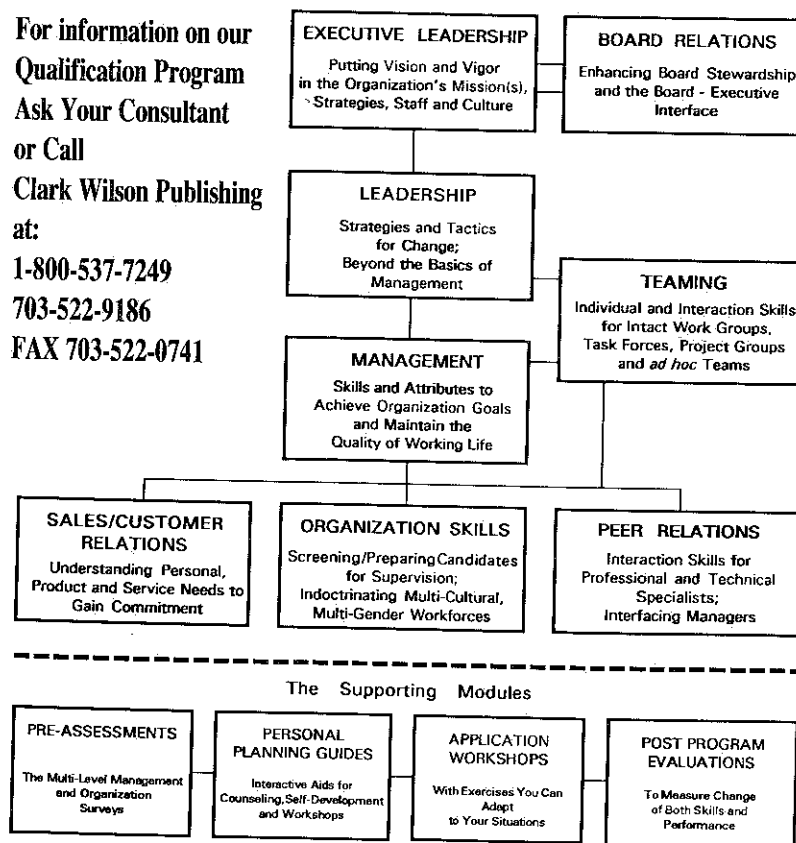 For information on our
Qualification Program
Ask Your Consultant
or Call
Clark Wilson Publishing
at:
1-800-537-7249
703-522-9186
FAX 703-522-0741
EXECUTIVE LEADERSHIP
Putting Vision and Vigor
in the Organization's Mission(s),
Strategies, Staff and Culture
BOARD RELATIONS
Enhancing Board Stewardship
and the Board - Executive
Interface
LEADERSHIP
Strategies and Tactics
for Change;
Beyond the Basics of
Management
TEAMING
Individual and Interaction Skills
for Intact Work Groups,
Task Forces, Project Groups
and ad hoc Teams
MANAGEMENT
Skills and Attributes to
Achieve Organization Goals
and Maintain the
Quality of Working Life
SALES/CUSTOMER
RELATIONS
Understanding Personal,
Product and Service Needs to
Gain Commitment
ORGANIZATION SKILLS
Screening/Preparing Candidates
for Supervision;
Indoctrinating Multi-Cultural,
Multi-Gender Workforces
PEER RELATIONS
Interaction Skills for
Professional and Technical
Specialists;
Interfacing Managers
The Supporting Modules
PRE-ASSESSMENTS
The Multi-Level Management
and Organization
Surveys
PERSONAL
PLANNING GUIDES
Interactive Aids for
Counseling, Self-Development
and Workshops
APPLICATION
WORKSHOPS
With Exercises You Can
Adapt
to Your Situations
POST PROGRAM
EVALUATIONS
To Measure Change
of Both Skills and
Performance